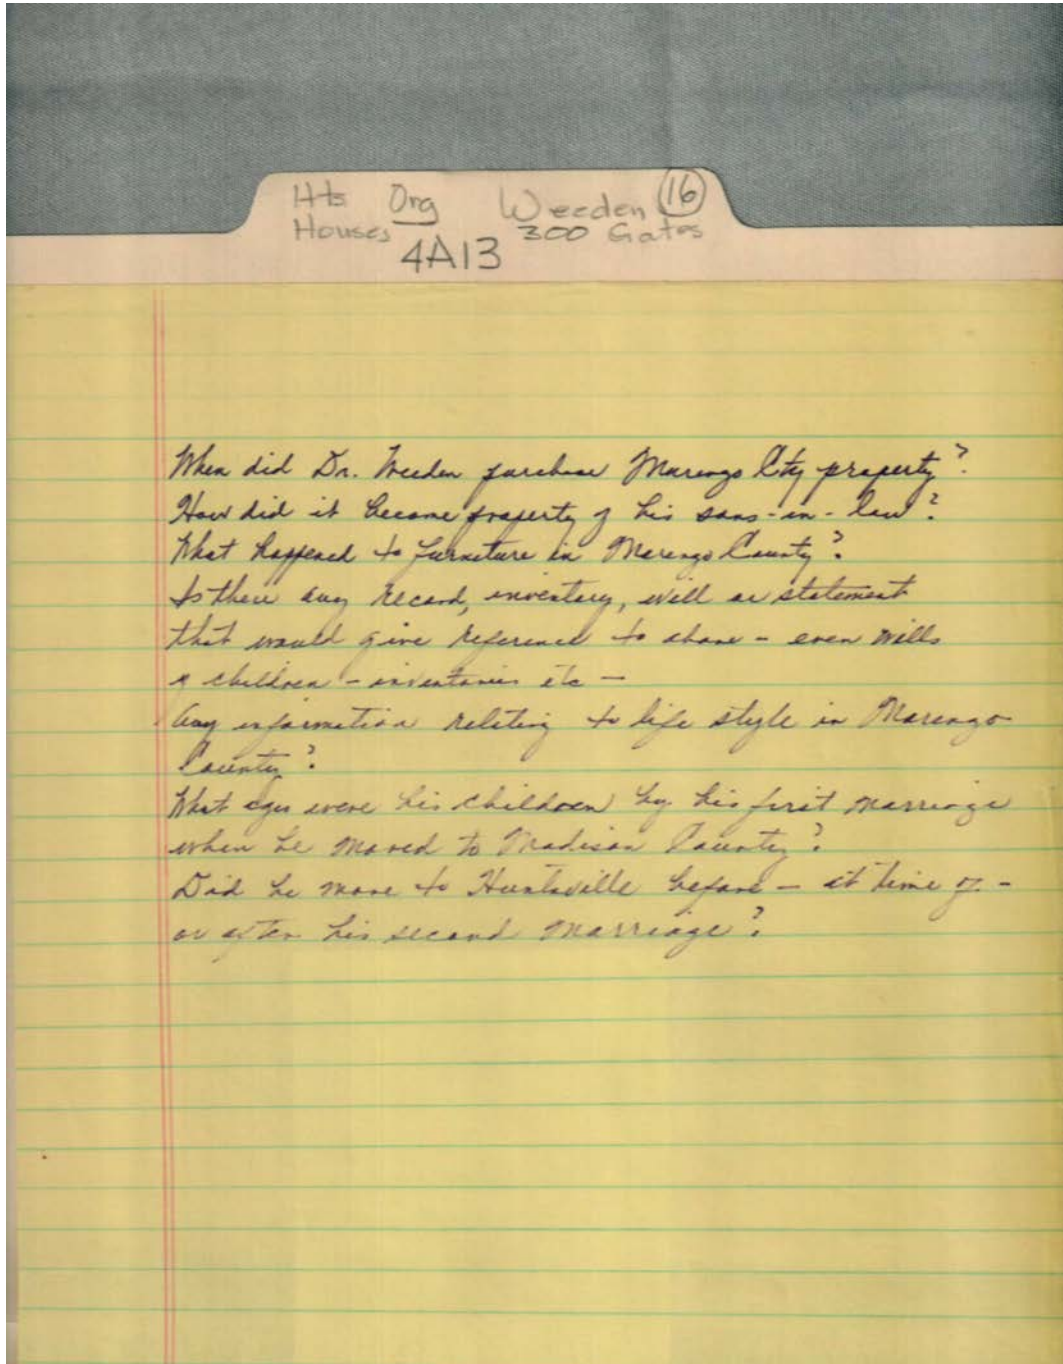 Hts Org Weeden 16
Houses 300 Gates
4A13
When did Dr. Weeden purchase Marengo Cty property?
How did it become property of his sons-in-law?
What happened to furniture in Marengo County?
Is there any record, inventory, will or statement
that would give reference to above - even wills
of children - inventories etc -
Any information relating to life style in Marengo
County?
What ages were his children by his first marriage
when he moved to Madison County?
Did he move to Huntsville before - at time of -
or after his second marriage?